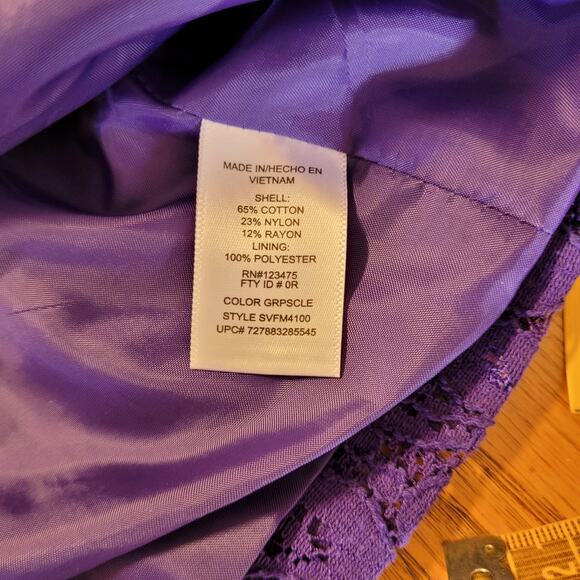 MADE IN/HECHO EN
VIETNAM
SHELL:
65% COTTON
23% NYLON
12% RAYON
LINING:
100% POLYESTER
RN#123475
FTY ID # 0R
COLOR GRPSCLE
STYLE SVFM4100
UPC# 727883285545
2